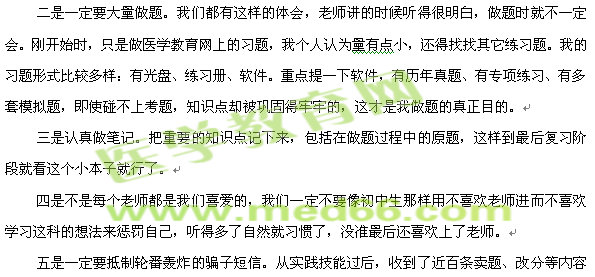 二是一定要大量做题。我们都有这样的体会，老师讲的时候听得很明白，做题时就不一定
会。刚开始时，只是做医学教育网上的习题，我个人认为量有点小，还得找找其它练习题。我的
习题形式比较多样：有光盘、练习册、软件。重点提一下软件，有历年真题、有专项练习、有多
套模拟题，即使碰不上考题，知识点却被巩固得牢牢的，这才是我做题的真正目的。
三是认真做笔记。把重要的知识点记下来，包括在做题过程中的原题，这样到最后复习阶
段就看这个小本子就行了。
四是不是每个老师都是我们喜爱的，我们一定不要像初中生那样用不喜欢老师进而不喜欢
学习这科的想法来惩罚自己，听得多了自然就习惯了，没准最后还喜欢上了老师。
五是一定要抵制轮番轰炸的骗子短信。从实践技能过后，收到了近百条卖题、改分等内容
医学教育网
www.med66.com